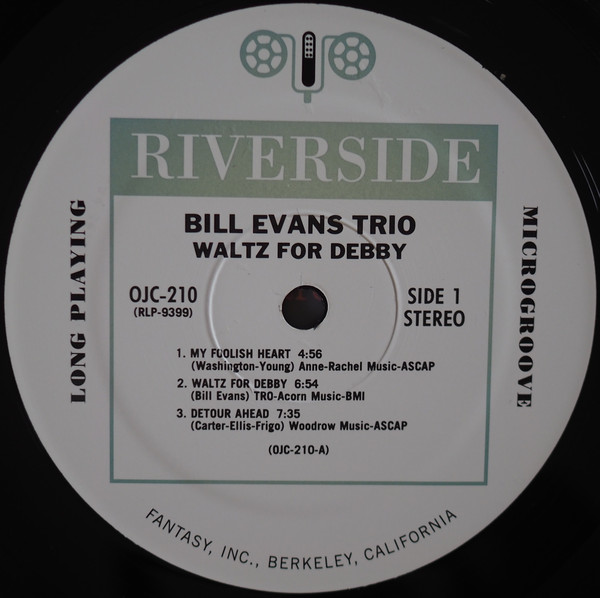 RIVERSIDE
LONG PLAYING
MICROGROOVE
BILL EVANS TRIO
WALTZ FOR DEBBY
OJC-210
(RLP-9399)
SIDE 1
STEREO
1. MY FOOLISH HEART 4:56
(Washington-Young) Anne-Rachel Music-ASCAP
2. WALTZ FOR DEBBY 6:54
(Bill Evans) TRO-Acorn Music-BMI
3. DETOUR AHEAD 7:35
(Carter-Ellis-Frigo) Woodrow Music-ASCAP
(OJC-210-A)
FANTASY, INC., BERKELEY, CALIFORNIA